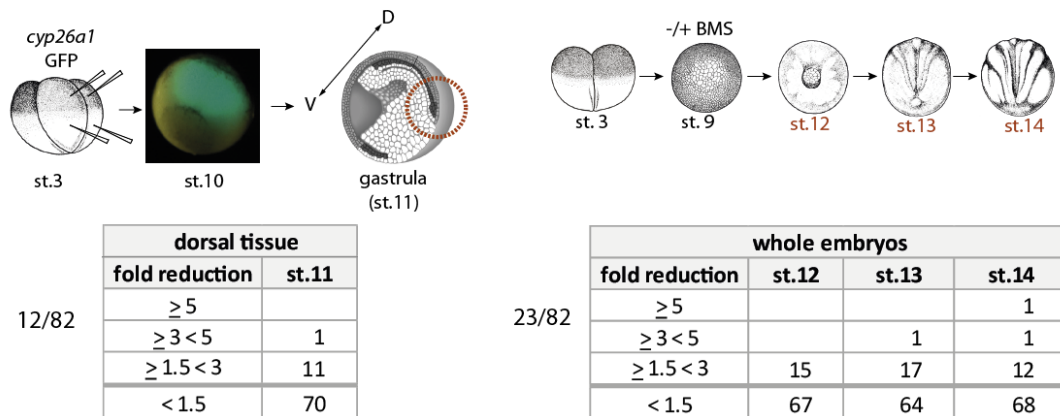 cyp26a1
GFP
D
V
st.3
st.10
gastrula
(st.11)
-/+ BMS
st. 3
st. 9
st.12
st.13
st.14
dorsal tissue
fold reduction st.11
≥ 5
≥ 3 < 5 1
≥ 1.5 < 3 11
< 1.5 70
12/82
whole embryos
fold reduction st.12 st.13 st.14
≥ 5 1
≥ 3 < 5 1 1
≥ 1.5 < 3 15 17 12
< 1.5 67 64 68
23/82